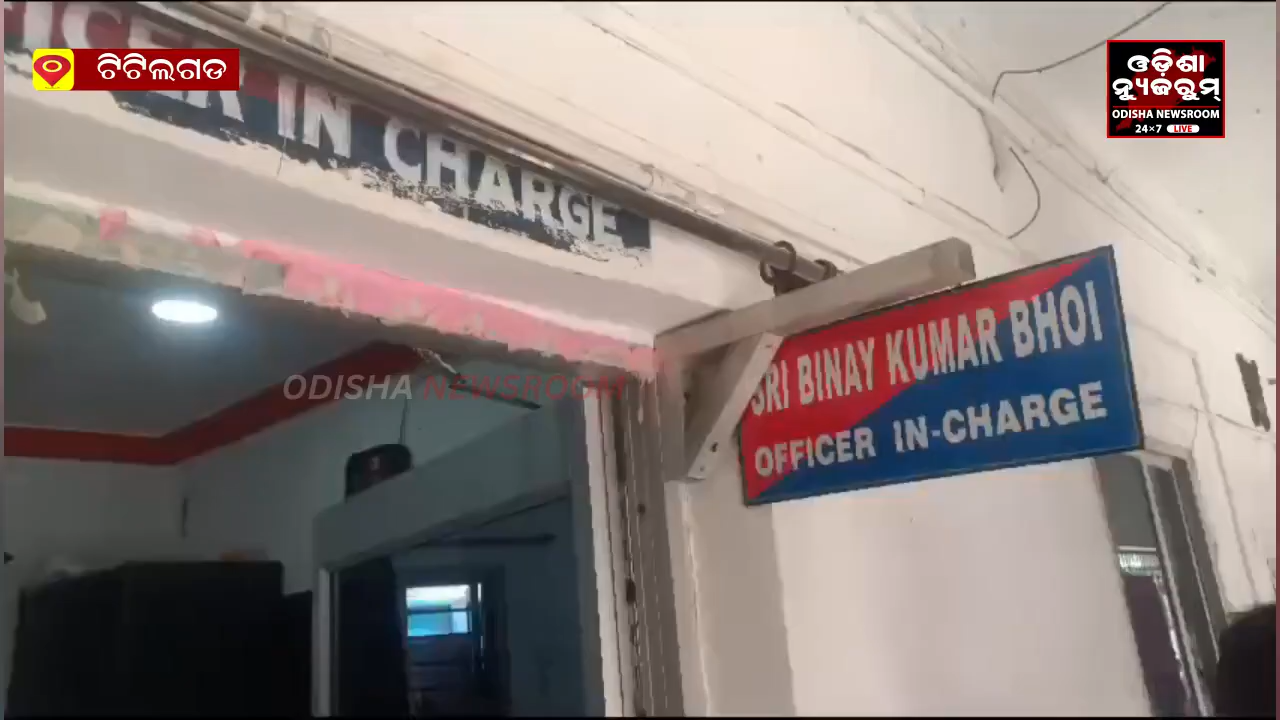 ଟିଟିଲଗଡ
ଓଡ଼ିଶା
ନ୍ୟୁଜରୁମ୍
ODISHA NEWSROOM
24×7 LIVE
IN CHARGE
ODISHA NEWSROOM
SRI BINAY KUMAR BHOI
OFFICER IN-CHARGE